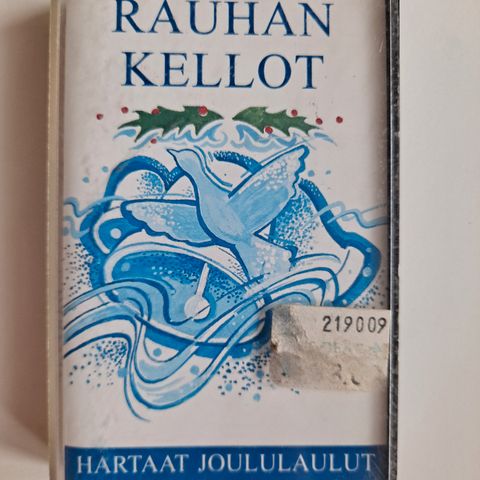 RAUHAN
KELLOT
219009
HARTAAT JOULULAULUT